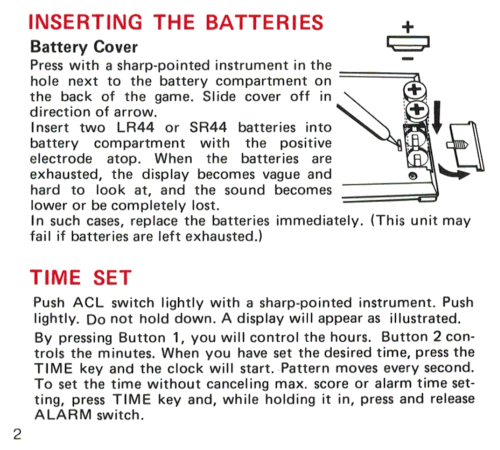 INSERTING THE BATTERIES
Battery Cover
Press with a sharp-pointed instrument in the
hole next to the battery compartment on
the back of the game. Slide cover off in
direction of arrow.
Insert two LR44 or SR44 batteries into
battery compartment with the positive
electrode atop. When the batteries are
exhausted, the display becomes vague and
hard to look at, and the sound becomes
lower or be completely lost.
In such cases, replace the batteries immediately. (This unit may
fail if batteries are left exhausted.)
+
−
TIME SET
Push ACL switch lightly with a sharp-pointed instrument. Push
lightly. Do not hold down. A display will appear as illustrated.
By pressing Button 1, you will control the hours. Button 2 con-
trols the minutes. When you have set the desired time, press the
TIME key and the clock will start. Pattern moves every second.
To set the time without canceling max. score or alarm time set-
ting, press TIME key and, while holding it in, press and release
ALARM switch.
2